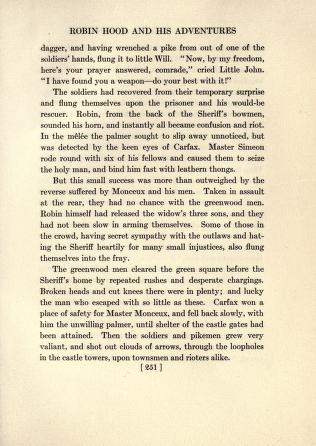 ROBIN HOOD AND HIS ADVENTURES
dagger, and having wrenched a pike from out of one of the
soldiers' hands, flung it to little Will. "Now, by my freedom,
here's your prayer answered, comrade," cried Little John.
"I have found you a weapon—do your best with it!"
The soldiers had recovered from their temporary surprise
and flung themselves upon the prisoner and his would-be
rescuer. Robin, from the back of the Sheriff's bowmen,
sounded his horn, and instantly all became confusion and riot.
In the mêlée the palmer sought to slip away unnoticed, but
was detected by the keen eyes of Carfax. Master Simeon
rode round with six of his fellows and caused them to seize
the holy man, and bind him fast with leathern thongs.
But this small success was more than outweighed by the
reverse suffered by Monceux and his men. Taken in assault
at the rear, they had no chance with the greenwood men.
Robin himself had released the widow's three sons, and they
had not been slow in arming themselves. Some of those in
the crowd, having secret sympathy with the outlaws and hat-
ing the Sheriff heartily for many small injustices, also flung
themselves into the fray.
The greenwood men cleared the green square before the
Sheriff's home by repeated rushes and desperate chargings.
Broken heads and cut knees there were in plenty; and lucky
the man who escaped with so little as these. Carfax won a
place of safety for Master Monceux, and fell back slowly, with
him the unwilling palmer, until shelter of the castle gates had
been attained. Then the soldiers and pikemen grew very
valiant, and shot out clouds of arrows, through the loopholes
in the castle towers, upon townsmen and rioters alike.
[ 251 ]